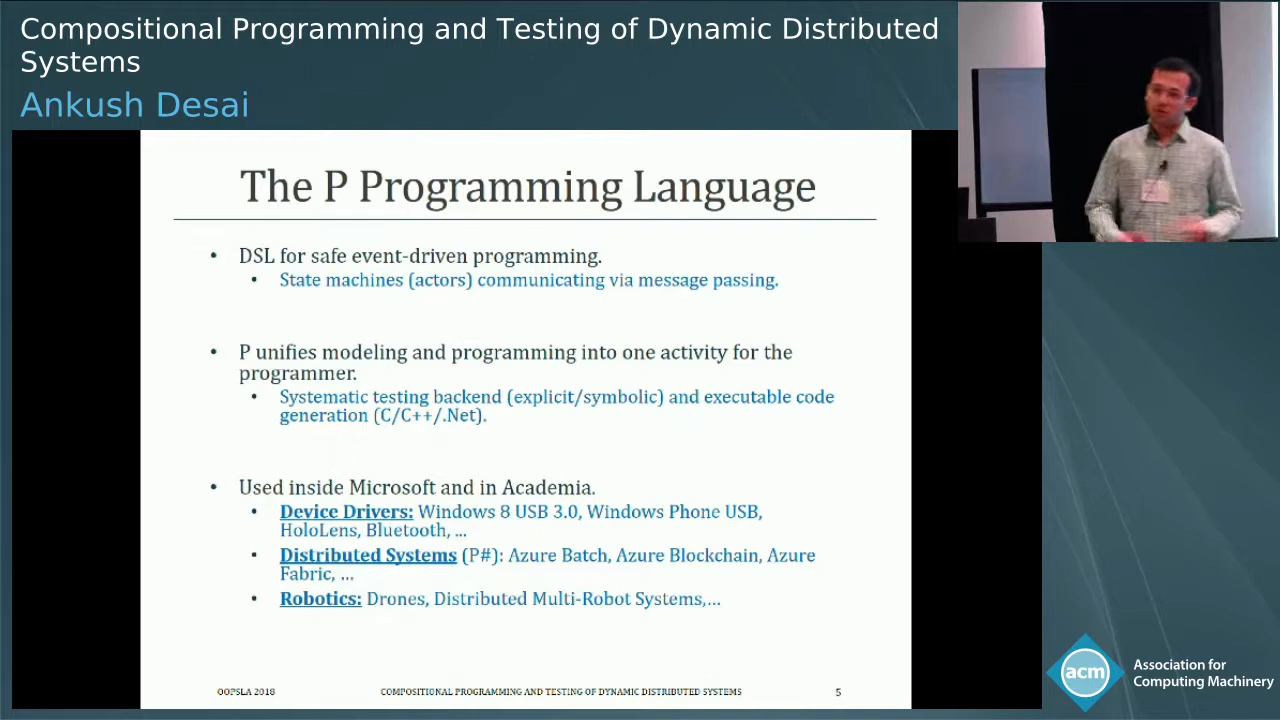 Compositional Programming and Testing of Dynamic Distributed
Systems
Ankush Desai
The P Programming Language
• DSL for safe event-driven programming.
• State machines (actors) communicating via message passing.
• P unifies modeling and programming into one activity for the
programmer.
• Systematic testing backend (explicit/symbolic) and executable code
generation (C/C++/.Net).
• Used inside Microsoft and in Academia.
• Device Drivers: Windows 8 USB 3.0, Windows Phone USB,
HoloLens, Bluetooth, ...
• Distributed Systems (P#): Azure Batch, Azure Blockchain, Azure
Fabric, ...
• Robotics: Drones, Distributed Multi-Robot Systems,...
OOPSLA 2018
COMPOSITIONAL PROGRAMMING AND TESTING OF DYNAMIC DISTRIBUTED SYSTEMS
5
acm
Association for
Computing Machinery